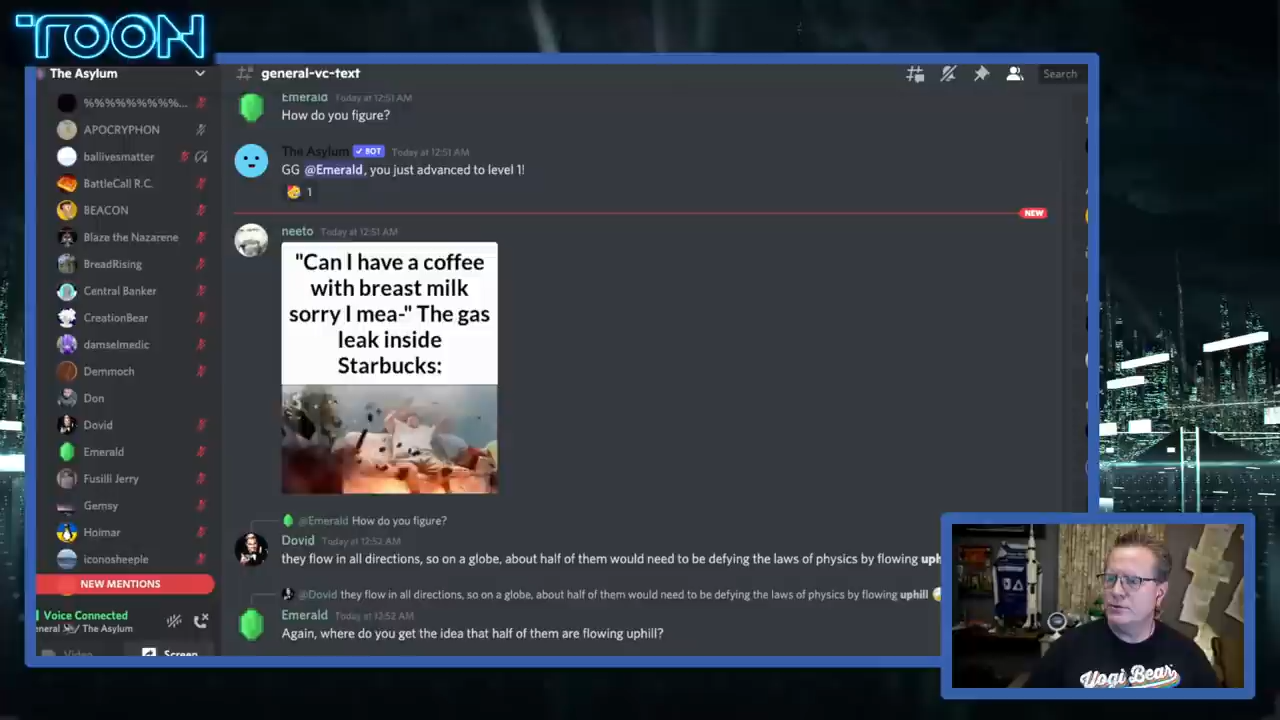 TOON
The Asylum
general-vc-text
Search
%%%%%%%%%...
APOCRYPHON
ballivesmatter
BattleCall R.C.
BEACON
Blaze the Nazarene
BreadRising
Central Banker
CreationBear
damselmedic
Demmoch
Don
Dovid
Emerald
Fusilli Jerry
Gemsy
Hoimar
iconosheeple
NEW MENTIONS
Voice Connected
eneral / The Asylum
Video
Screen
Emerald Today at 12:51 AM
How do you figure?
The Asylum ✓ BOT Today at 12:51 AM
GG @Emerald, you just advanced to level 1!
1
NEW
neeto Today at 12:51 AM
"Can I have a coffee
with breast milk
sorry I mea-" The gas
leak inside
Starbucks:
@Emerald How do you figure?
Dovid Today at 12:52 AM
they flow in all directions, so on a globe, about half of them would need to be defying the laws of physics by flowing uph
@Dovid they flow in all directions, so on a globe, about half of them would need to be defying the laws of physics by flowing uphill
Emerald Today at 12:52 AM
Again, where do you get the idea that half of them are flowing uphill?
Yogi Bear